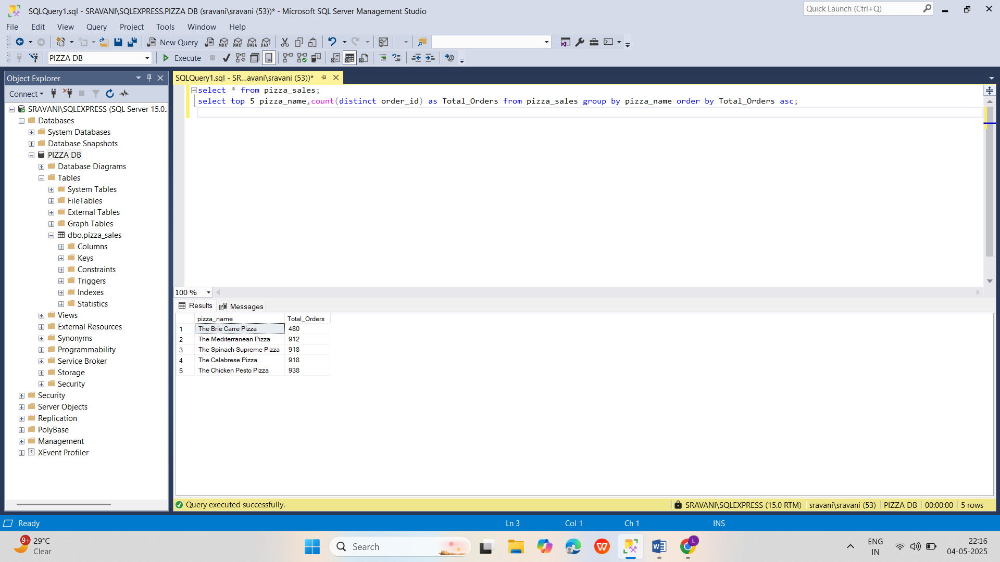 SQLQuery1.sql - SRAVANI\SQLEXPRESS.PIZZA DB (sravani\sravani (53))* - Microsoft SQL Server Management Studio
Quick Launch (Ctrl+Q)
File Edit View Query Project Tools Window Help
New Query MDX DMX XMLA DAX
PIZZA DB Execute
Object Explorer
SQLQuery1.sql - SR...avani\sravani (53))*
Connect
select * from pizza_sales;
select top 5 pizza_name,count(distinct order_id) as Total_Orders from pizza_sales group by pizza_name order by Total_Orders asc;
SRAVANI\SQLEXPRESS (SQL Server 15.0.
Databases
System Databases
Database Snapshots
PIZZA DB
Database Diagrams
Tables
System Tables
FileTables
External Tables
Graph Tables
dbo.pizza_sales
Columns
Keys
Constraints
Triggers
Indexes
Statistics
Views
External Resources
Synonyms
Programmability
Service Broker
Storage
Security
Security
Server Objects
Replication
PolyBase
Management
XEvent Profiler
100 %
Results Messages
pizza_name Total_Orders
1 The Brie Carre Pizza 480
2 The Mediterranean Pizza 912
3 The Spinach Supreme Pizza 918
4 The Calabrese Pizza 918
5 The Chicken Pesto Pizza 938
Query executed successfully.
SRAVANI\SQLEXPRESS (15.0 RTM) sravani\sravani (53) PIZZA DB 00:00:00 5 rows
Ready Ln 3 Col 1 Ch 1 INS
9+ 29°C
Clear
Search
L
ENG
IN
22:16
04-05-2025